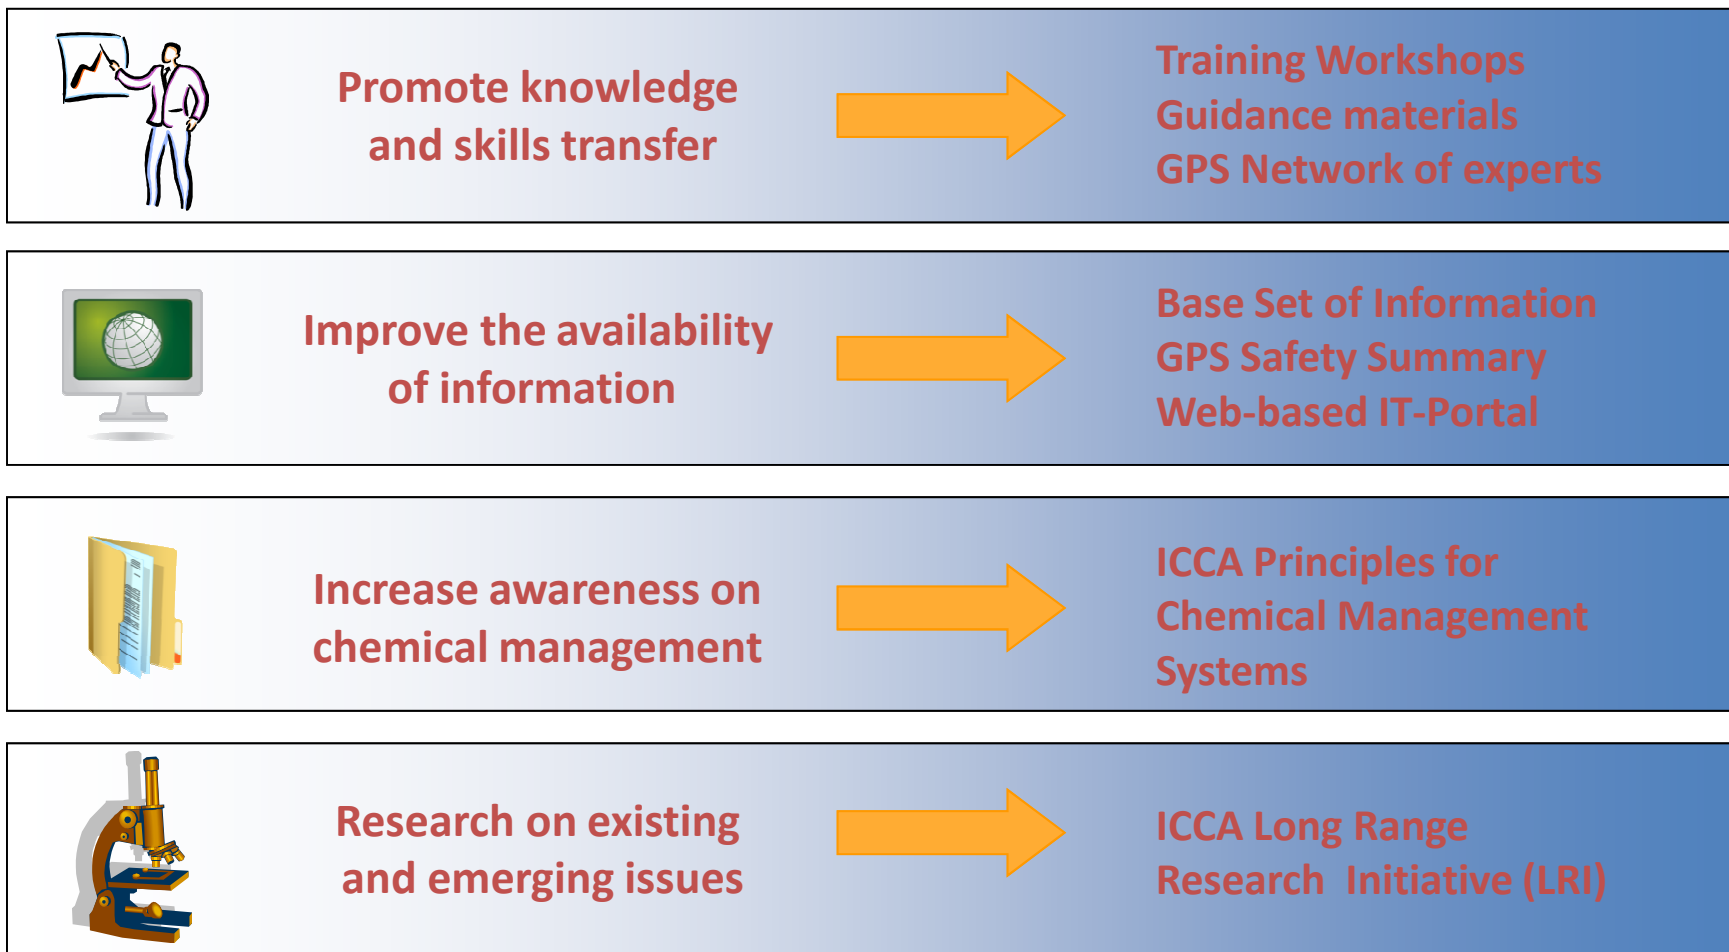 Promote knowledge
and skills transfer
Training Workshops
Guidance materials
GPS Network of experts
Improve the availability
of information
Base Set of Information
GPS Safety Summary
Web-based IT-Portal
Increase awareness on
chemical management
ICCA Principles for
Chemical Management
Systems
Research on existing
and emerging issues
ICCA Long Range
Research Initiative (LRI)